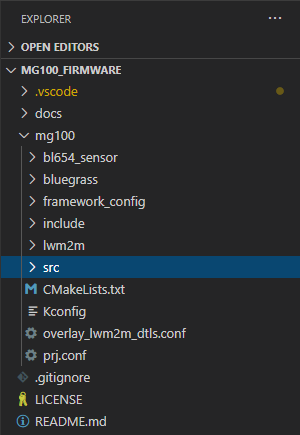 EXPLORER
OPEN EDITORS
MG100_FIRMWARE
.vscode
docs
mg100
bl654_sensor
bluegrass
framework_config
include
lwm2m
src
CMakeLists.txt
Kconfig
overlay_lwm2m_dtls.conf
prj.conf
.gitignore
LICENSE
README.md